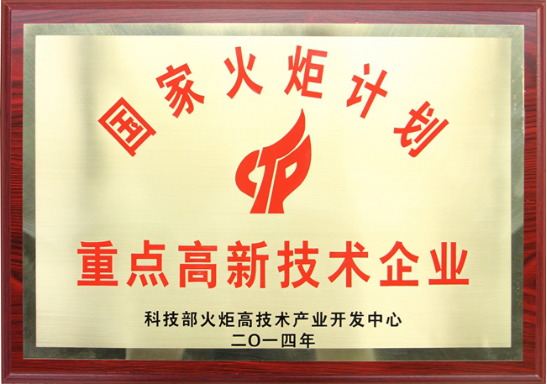 国家火炬计划
重点高新技术企业
科技部火炬高技术产业开发中心
二〇一四年